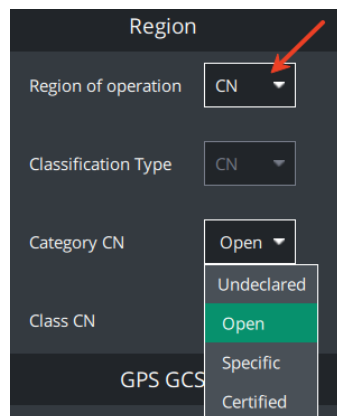 Region
Region of operation CN
Classification Type CN
Category CN Open
Undeclared
Class CN Open
Specific
GPS GCS
Certified